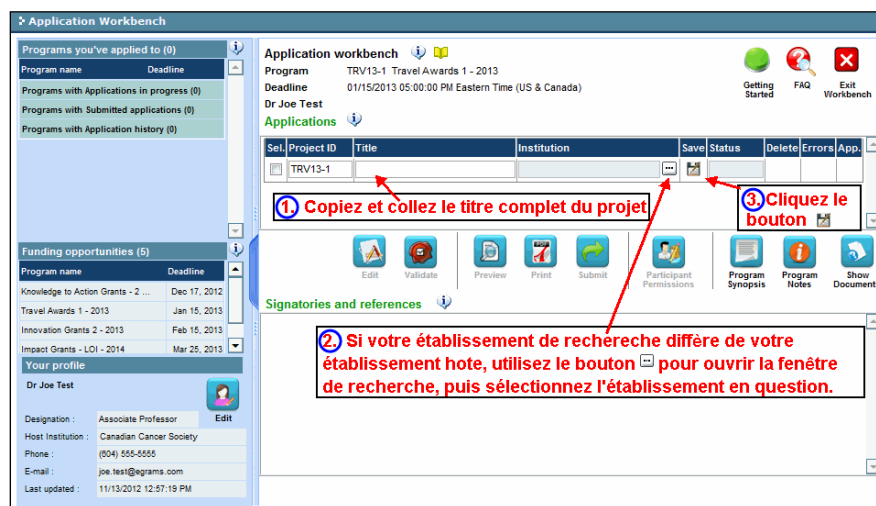 Application Workbench
Programs you've applied to (0)
Program name Deadline
Programs with Applications in progress (0)
Programs with Submitted applications (0)
Programs with Application history (0)
Funding opportunities (5)
Program name Deadline
Knowledge to Action Grants - 2 ... Dec 17, 2012
Travel Awards 1 - 2013 Jan 15, 2013
Innovation Grants 2 - 2013 Feb 15, 2013
Impact Grants - LOI - 2014 Mar 25, 2013
Your profile
Dr Joe Test
Edit
Designation : Associate Professor
Host Institution : Canadian Cancer Society
Phone : (604) 555-5555
E-mail : joe.test@egrams.com
Last updated : 11/13/2012 12:57:19 PM
Application workbench
Program TRV13-1 Travel Awards 1 - 2013
Deadline 01/15/2013 05:00:00 PM Eastern Time (US & Canada)
Dr Joe Test
Getting Started
FAQ
Exit Workbench
Applications
Sel. Project ID Title Institution Save Status Delete Errors App.
TRV13-1
1. Copiez et collez le titre complet du projet
3. Cliquez le
bouton
Edit Validate Preview Print Submit Participant Permissions Program Synopsis Program Notes Show Document
Signatories and references
2. Si votre établissement de rechereche diffère de votre
établissement hote, utilisez le bouton pour ouvrir la fenêtre
de recherche, puis sélectionnez l'établissement en question.